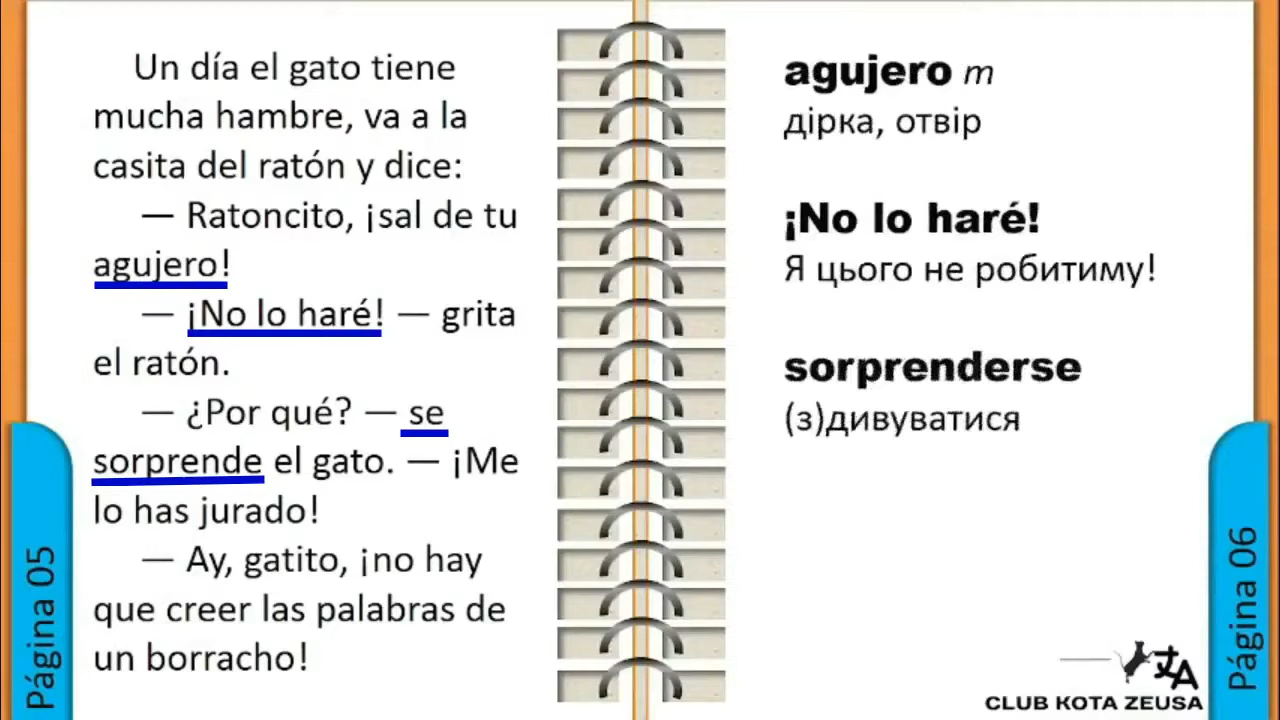 Un día el gato tiene
mucha hambre, va a la
casita del ratón y dice:
— Ratoncito, ¡sal de tu
agujero!
— ¡No lo haré! — grita
el ratón.
— ¿Por qué? — se
sorprende el gato. — ¡Me
lo has jurado!
— Ay, gatito, ¡no hay
que creer las palabras de
un borracho!
Página 05
agujero m
дірка, отвір
¡No lo haré!
Я цього не робитиму!
sorprenderse
(з)дивуватися
CLUB KOTA ZEUSA
Página 06